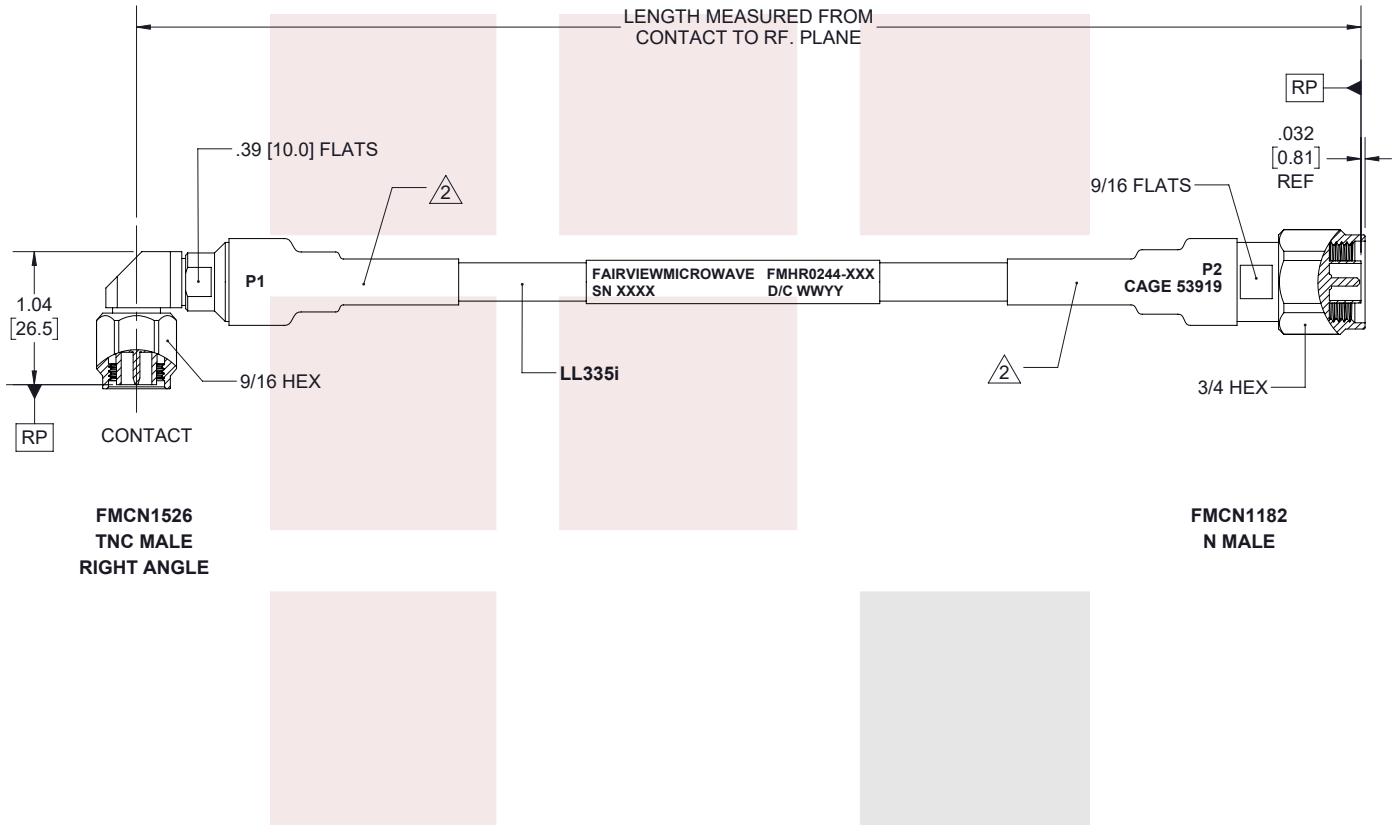 LENGTH MEASURED FROM
CONTACT TO RF. PLANE
RP
.032
[0.81]
REF
.39 [10.0] FLATS
2
9/16 FLATS
1.04
[26.5]
P1
FAIRVIEWMICROWAVE FMHR0244-XXX
SN XXXX D/C WWYY
P2
CAGE 53919
9/16 HEX
LL335i
2
3/4 HEX
RP
CONTACT
FMCN1526
TNC MALE
RIGHT ANGLE
FMCN1182
N MALE